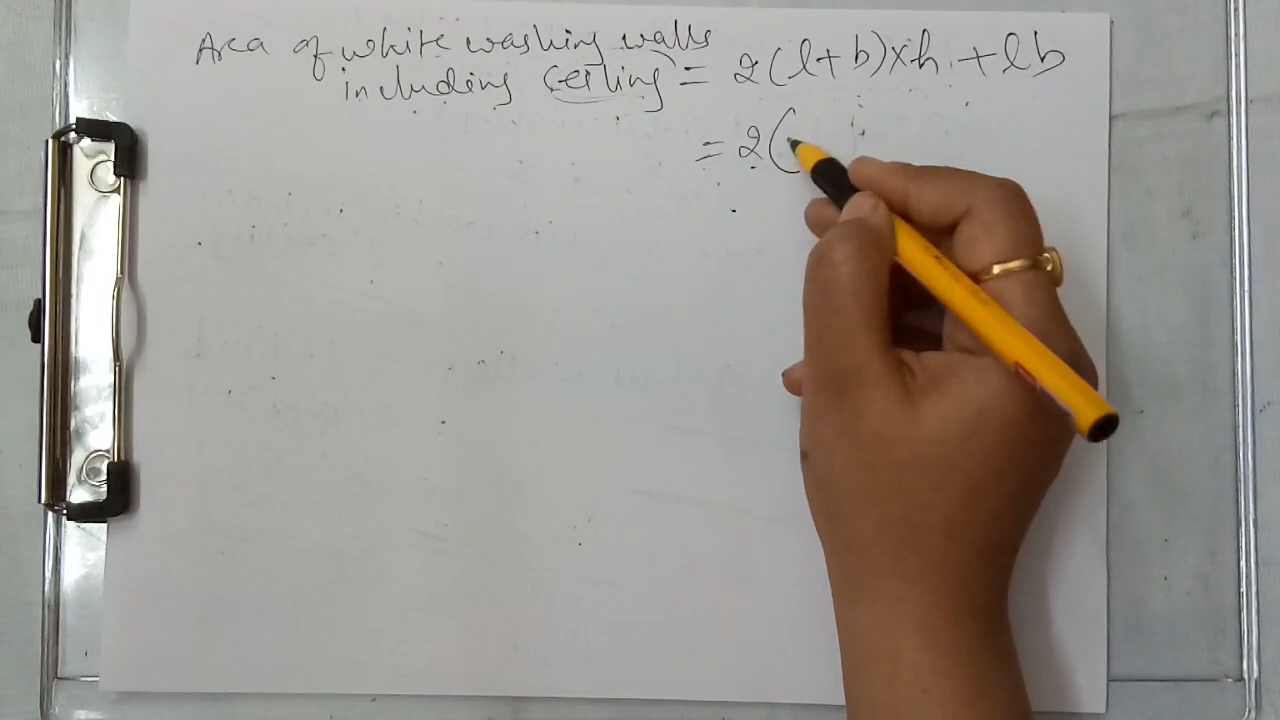 Area of white washing walls
including ceiling = 2(l+b)×h + lb
= 2(